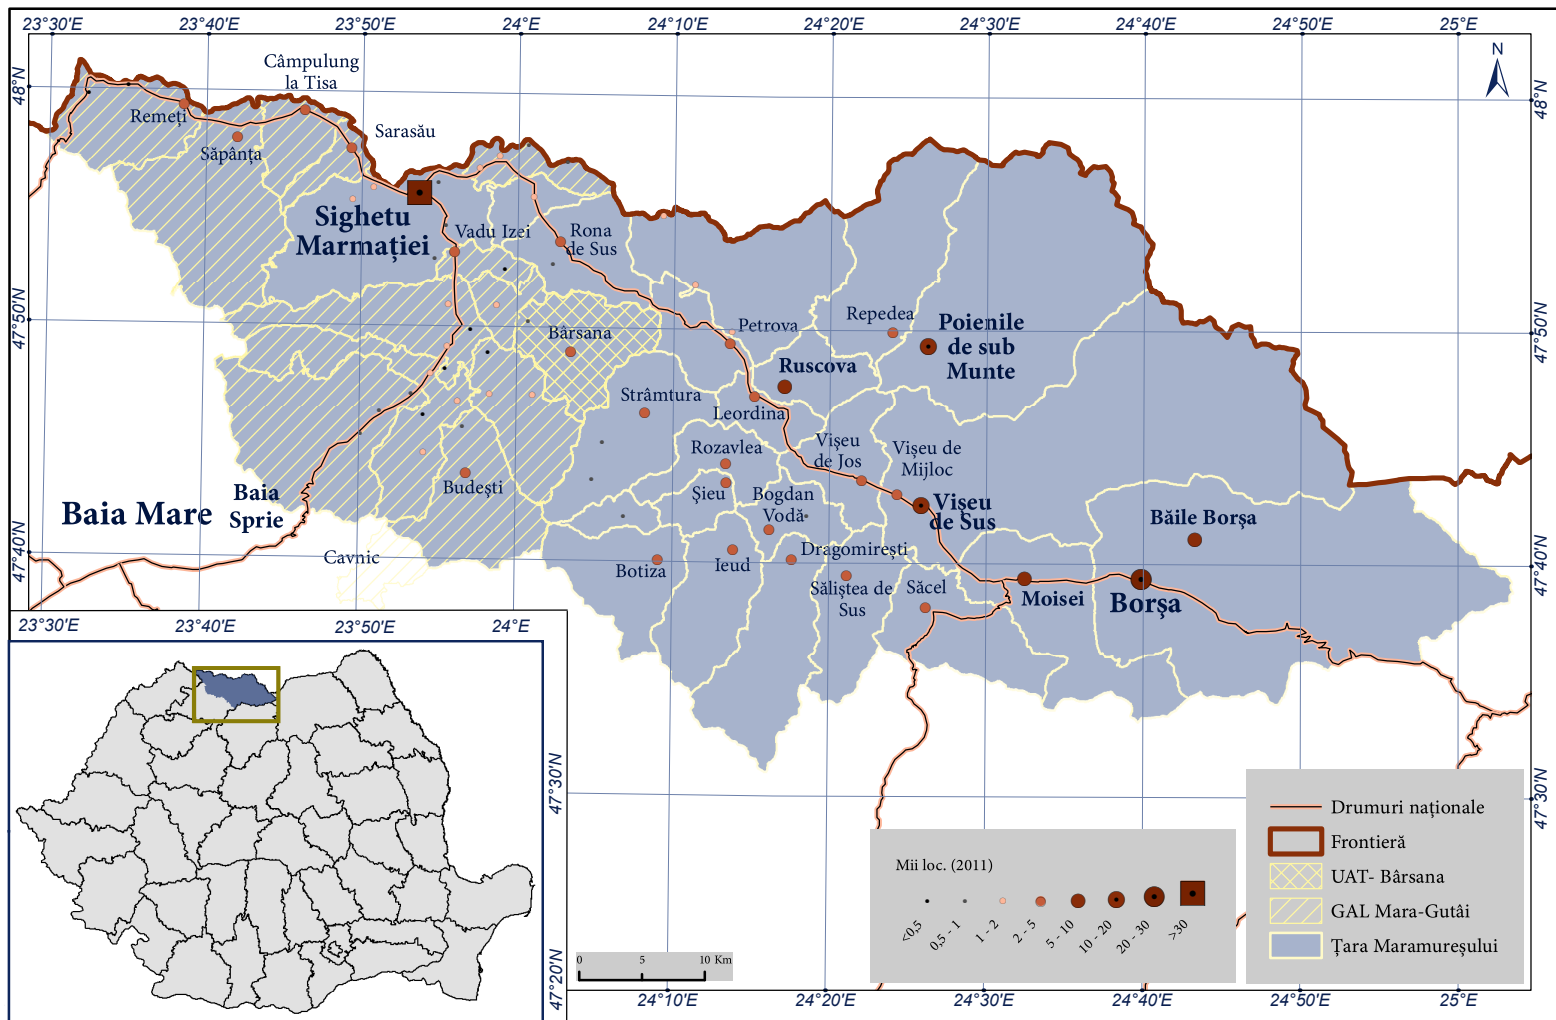 23°30'E
23°40'E
23°50'E
24°E
24°10'E
24°20'E
24°30'E
24°40'E
24°50'E
25°E
N
48°N
48°N
Câmpulung
la Tisa
Remeți
Săpânța
Sarasău
Sighetu
Marmației
Vadu Izei
Rona
de Sus
47°50'N
47°50'N
Bârsana
Petrova
Repedea
Poienile
de sub
Munte
Ruscova
Strâmtura
Leordina
Rozavlea
Vișeu
de Jos
Vișeu de
Mijloc
Budești
Șieu
Bogdan
Vodă
Vișeu
de Sus
Baia Mare
Baia
Sprie
Băile Borșa
Cavnic
47°40'N
47°40'N
Botiza
Ieud
Dragomirești
Săliștea de
Sus
Săcel
Moisei
Borșa
23°30'E
23°40'E
23°50'E
24°E
47°30'N
47°30'N
Drumuri naționale
Frontieră
UAT- Bârsana
GAL Mara-Gutâi
Țara Maramureșului
Mii loc. (2011)
<0,5
0,5 - 1
1 - 2
2 - 5
5 - 10
10 - 20
20 - 30
>30
0
5
10 Km
47°20'N
24°10'E
24°20'E
24°30'E
24°40'E
24°50'E
25°E